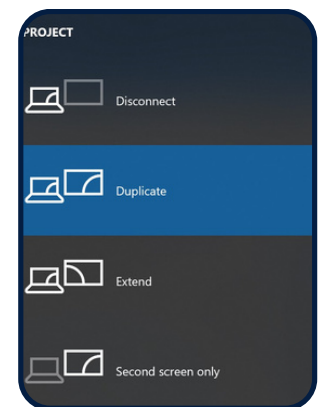 PROJECT
Disconnect
Duplicate
Extend
Second screen only